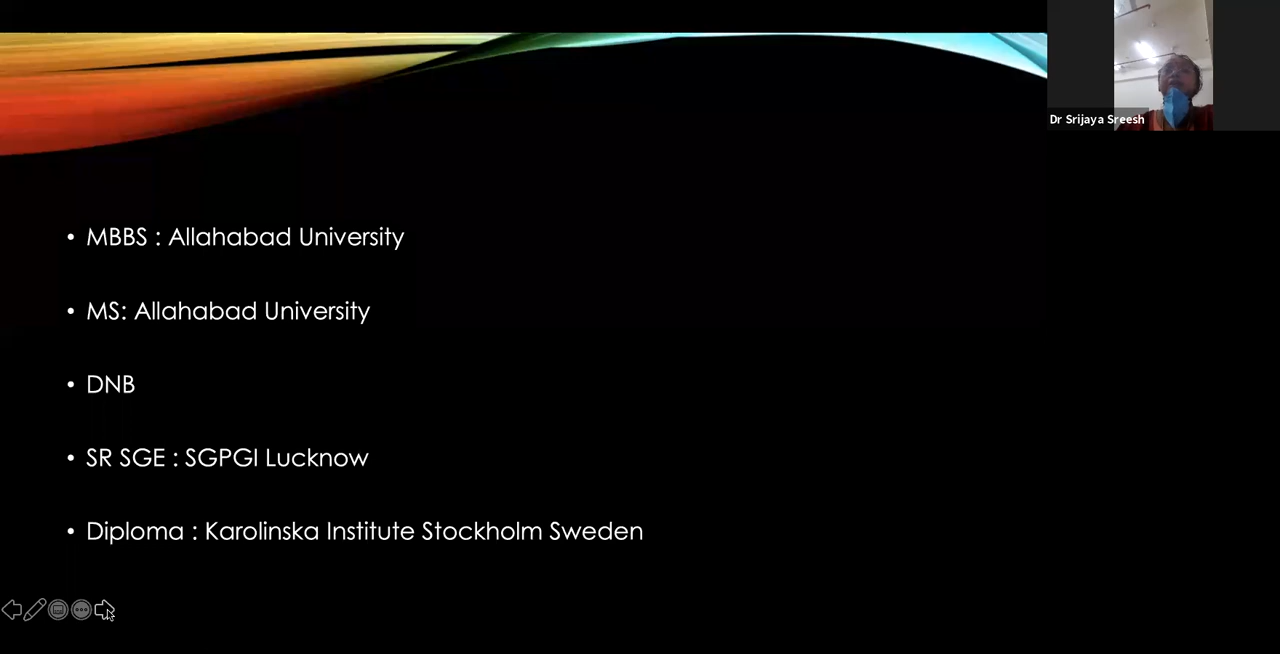 Dr Srijaya Sreesh
• MBBS : Allahabad University
• MS: Allahabad University
• DNB
• SR SGE : SGPGI Lucknow
• Diploma : Karolinska Institute Stockholm Sweden